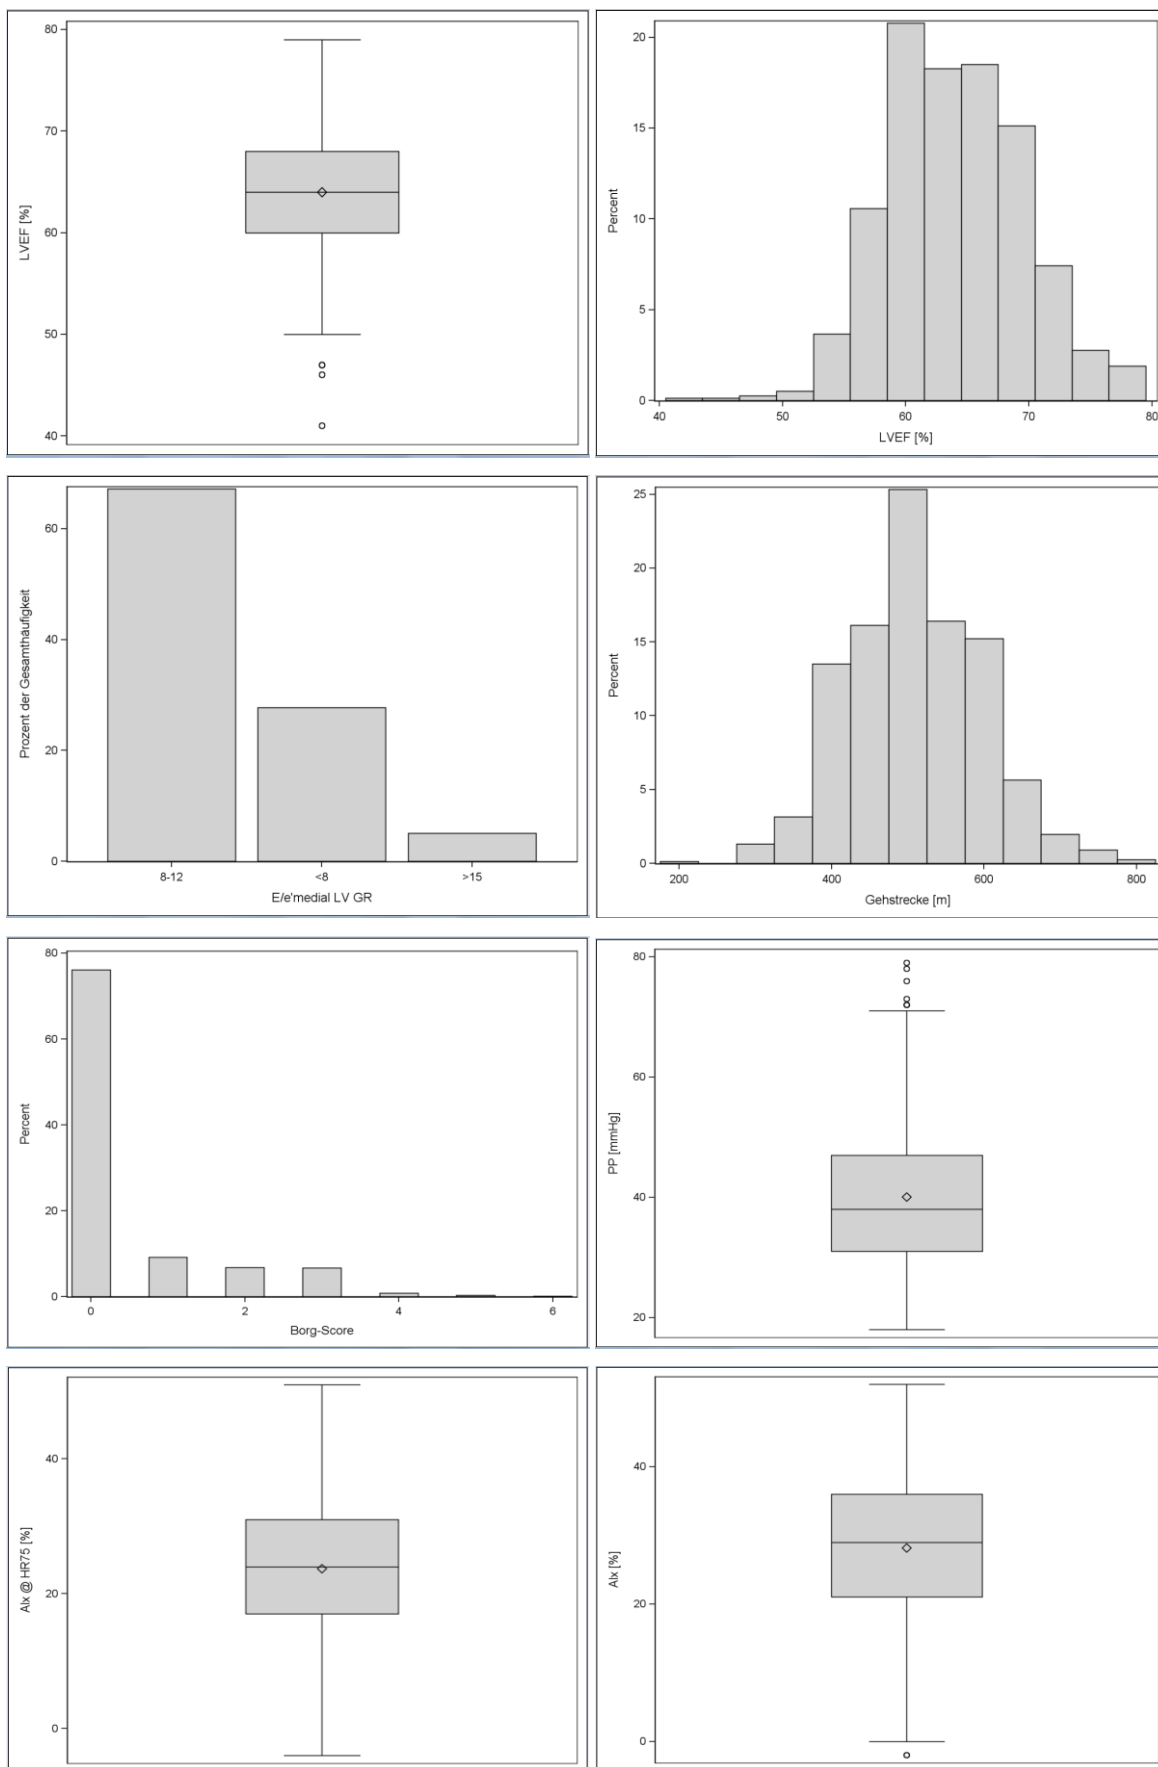 80
70
60
50
40
LVEF [%]
20
15
10
5
0
Percent
40 50 60 70 80
LVEF [%]
60
40
20
0
Prozent der Gesamthäufigkeit
8-12 <8 >15
E/e'medial LV GR
25
20
15
10
5
0
Percent
200 400 600 800
Gehstrecke [m]
80
60
40
20
0
Percent
0 2 4 6
Borg-Score
80
60
40
20
PP [mmHg]
40
20
0
AIx @ HR75 [%]
40
20
0
AIx [%]